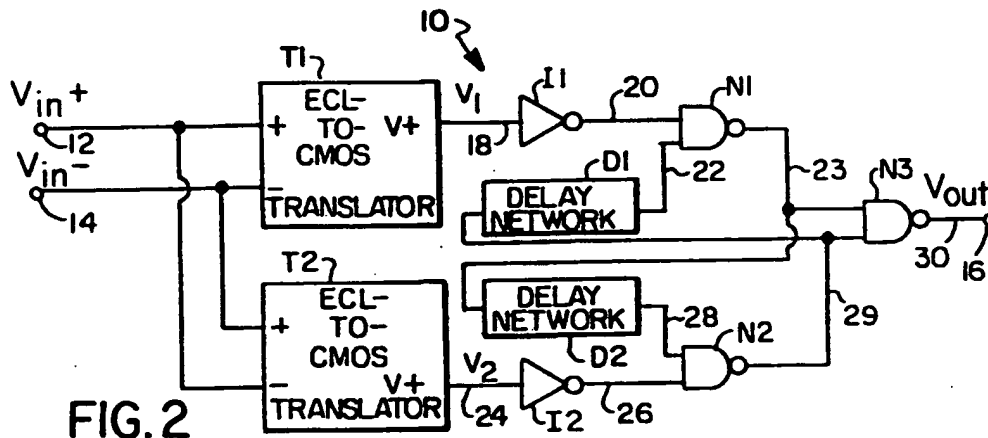 10
T1
Vin+
12
Vin-
14
+
-
ECL-
TO-
CMOS
V+
TRANSLATOR
V1
18
I1
20
N1
22
D1
DELAY
NETWORK
23
N3
Vout
30
16
T2
+
-
ECL-
TO-
CMOS
V+
TRANSLATOR
DELAY
NETWORK
D2
28
N2
29
V2
24
I2
26
FIG. 2